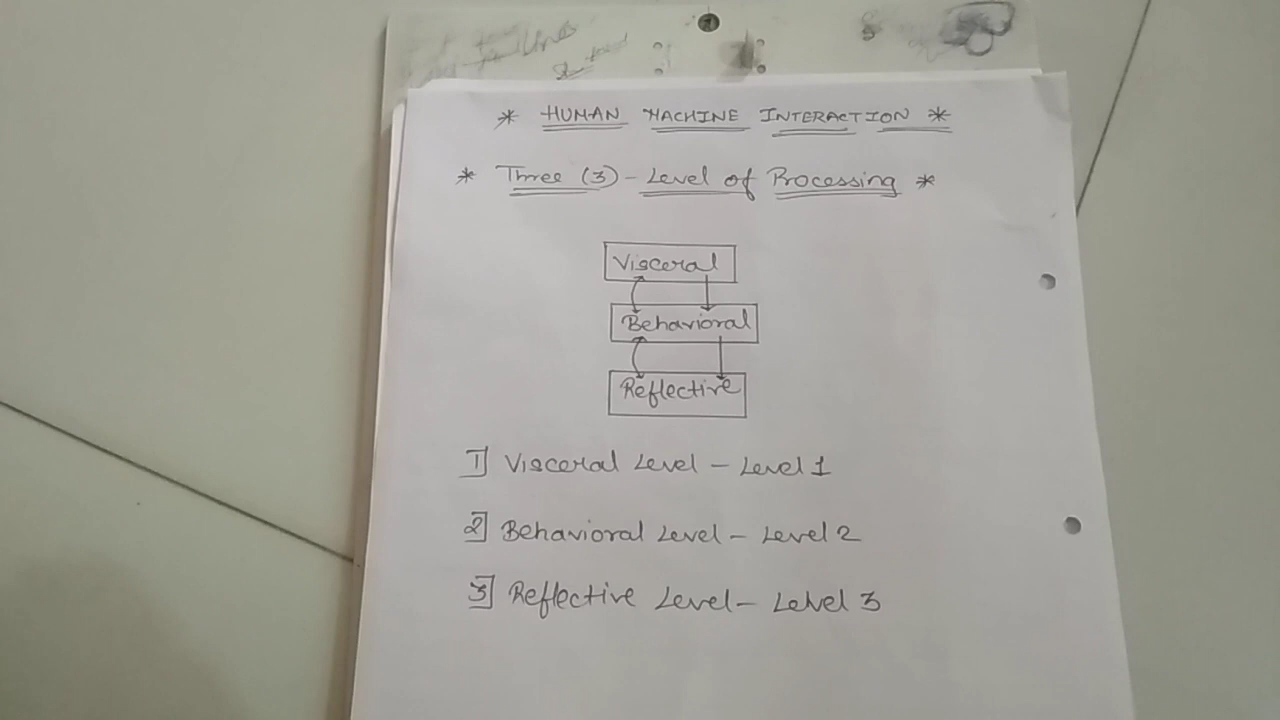 * HUMAN MACHINE INTERACTION *
* Three (3) - Level of Processing *
Visceral
Behavioral
Reflective
1] Visceral Level - Level 1
2] Behavioral Level - Level 2
3] Reflective Level - Level 3